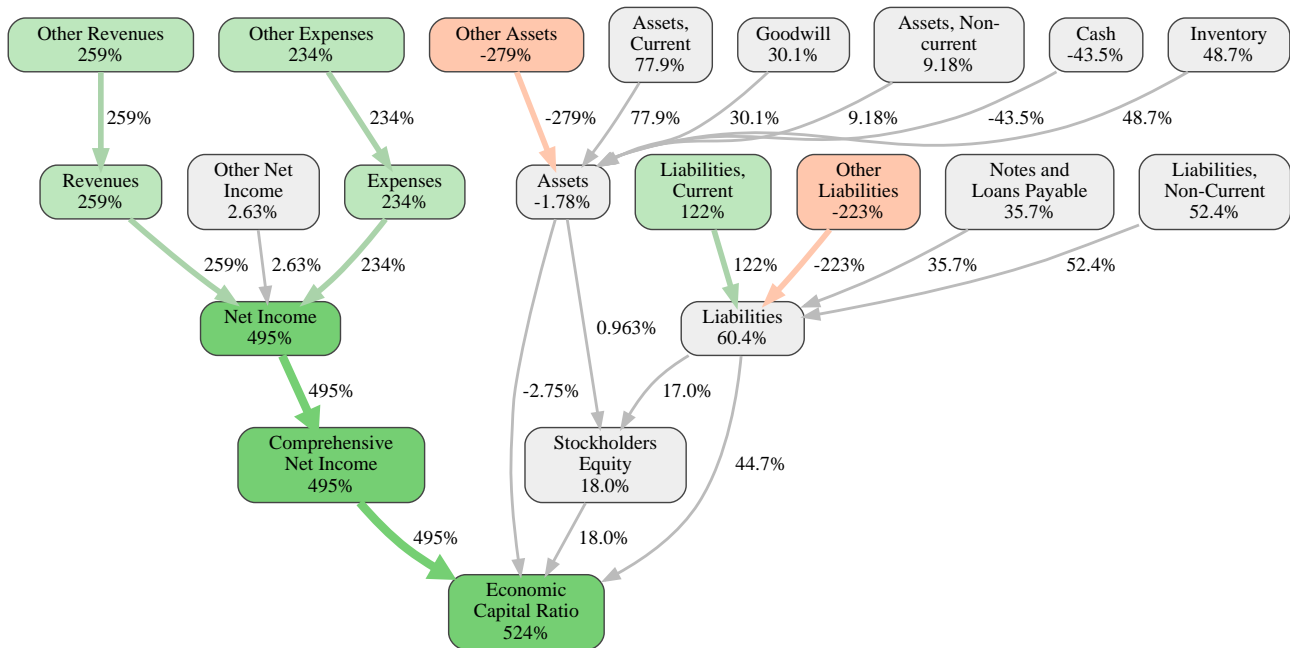 Other Revenues
259%
Other Expenses
234%
Other Assets
-279%
Assets,
Current
77.9%
Goodwill
30.1%
Assets, Non-
current
9.18%
Cash
-43.5%
Inventory
48.7%
259%
234%
-279%
77.9%
30.1%
9.18%
-43.5%
48.7%
Revenues
259%
Other Net
Income
2.63%
Expenses
234%
Assets
-1.78%
Liabilities,
Current
122%
Other
Liabilities
-223%
Notes and
Loans Payable
35.7%
Liabilities,
Non-Current
52.4%
259%
2.63%
234%
122%
-223%
35.7%
52.4%
Net Income
495%
0.963%
Liabilities
60.4%
495%
-2.75%
17.0%
Comprehensive
Net Income
495%
Stockholders
Equity
18.0%
44.7%
495%
18.0%
Economic
Capital Ratio
524%